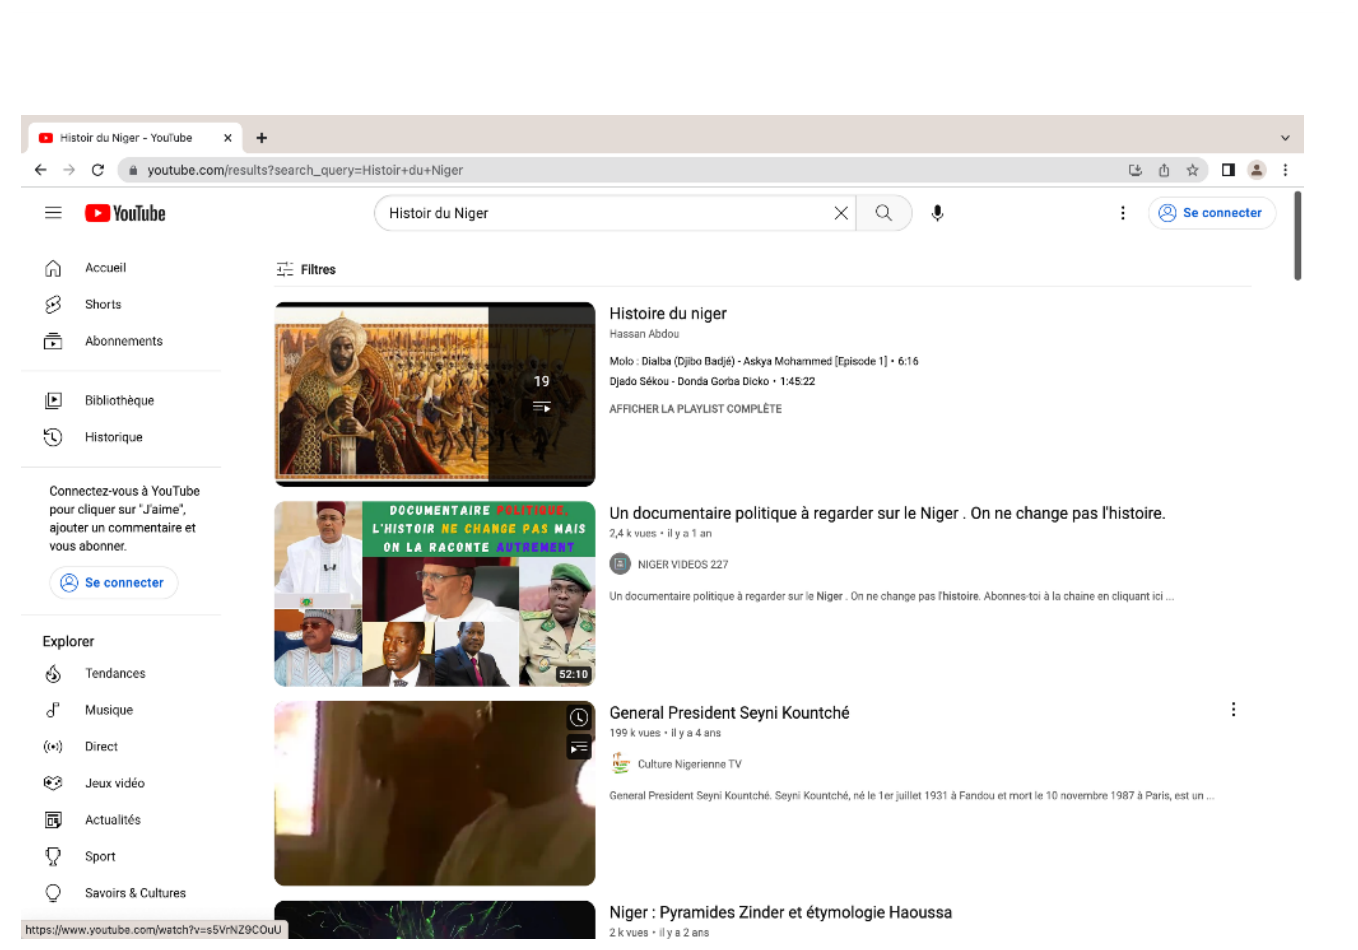 Histoir du Niger - YouTube
youtube.com/results?search_query=Histoir+du+Niger
YouTube
Histoir du Niger
Se connecter
Accueil
Shorts
Abonnements
Bibliothèque
Historique
Connectez-vous à YouTube
pour cliquer sur "J'aime",
ajouter un commentaire et
vous abonner.
Se connecter
Explorer
Tendances
Musique
Direct
Jeux vidéo
Actualités
Sport
Savoirs & Cultures
Filtres
19
Histoire du niger
Hassan Abdou
Molo : Dialba (Djibo Badjé) - Askya Mohammed [Episode 1] • 6:16
Djado Sékou - Donda Gorba Dicko • 1:45:22
AFFICHER LA PLAYLIST COMPLÈTE
DOCUMENTAIRE POLITIQUE,
L'HISTOIR NE CHANGE PAS MAIS
ON LA RACONTE AUTREMENT
52:10
Un documentaire politique à regarder sur le Niger . On ne change pas l'histoire.
2,4 k vues • il y a 1 an
NIGER VIDEOS 227
Un documentaire politique à regarder sur le Niger . On ne change pas l'histoire. Abonnes-toi à la chaine en cliquant ici ...
General President Seyni Kountché
199 k vues • il y a 4 ans
Culture Nigerienne TV
General President Seyni Kountché. Seyni Kountché, né le 1er juillet 1931 à Fandou et mort le 10 novembre 1987 à Paris, est un ...
Niger : Pyramides Zinder et étymologie Haoussa
2 k vues • il y a 2 ans
https://www.youtube.com/watch?v=s5VrNZ9COuU